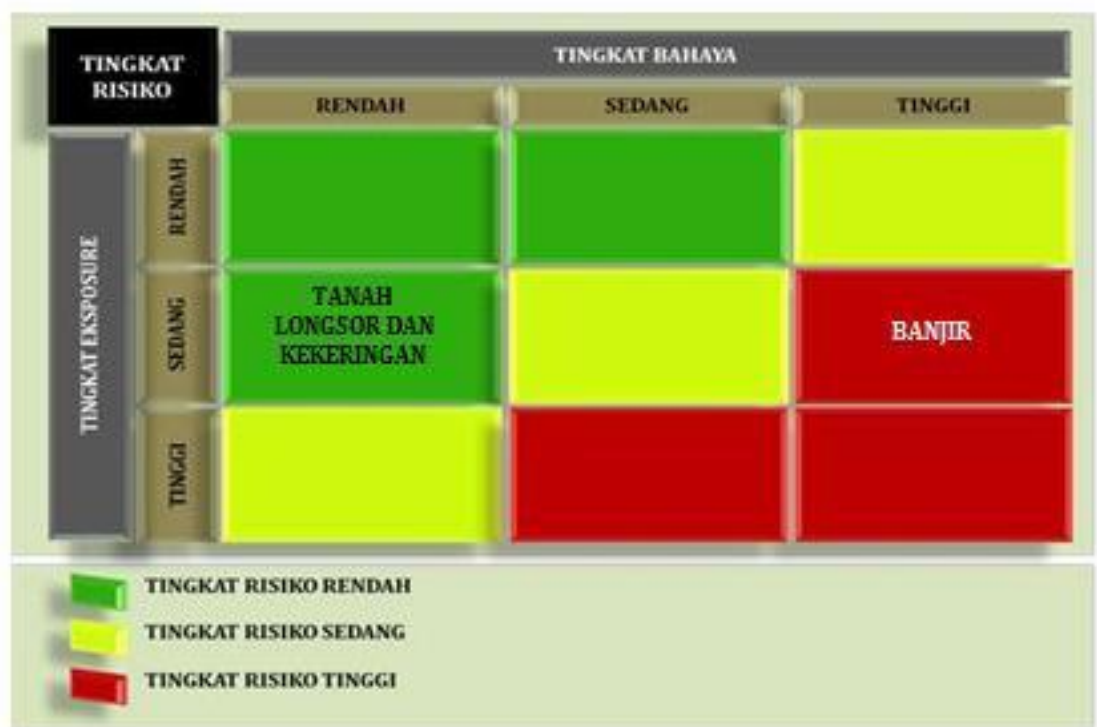 TINGKAT
RISIKO
TINGKAT BAHAYA
RENDAH
SEDANG
TINGGI
TINGKAT EKSPOSURE
RENDAH
SEDANG
TANAH
LONGSOR DAN
KEKERINGAN
BANJIR
TINGGI
TINGKAT RISIKO RENDAH
TINGKAT RISIKO SEDANG
TINGKAT RISIKO TINGGI